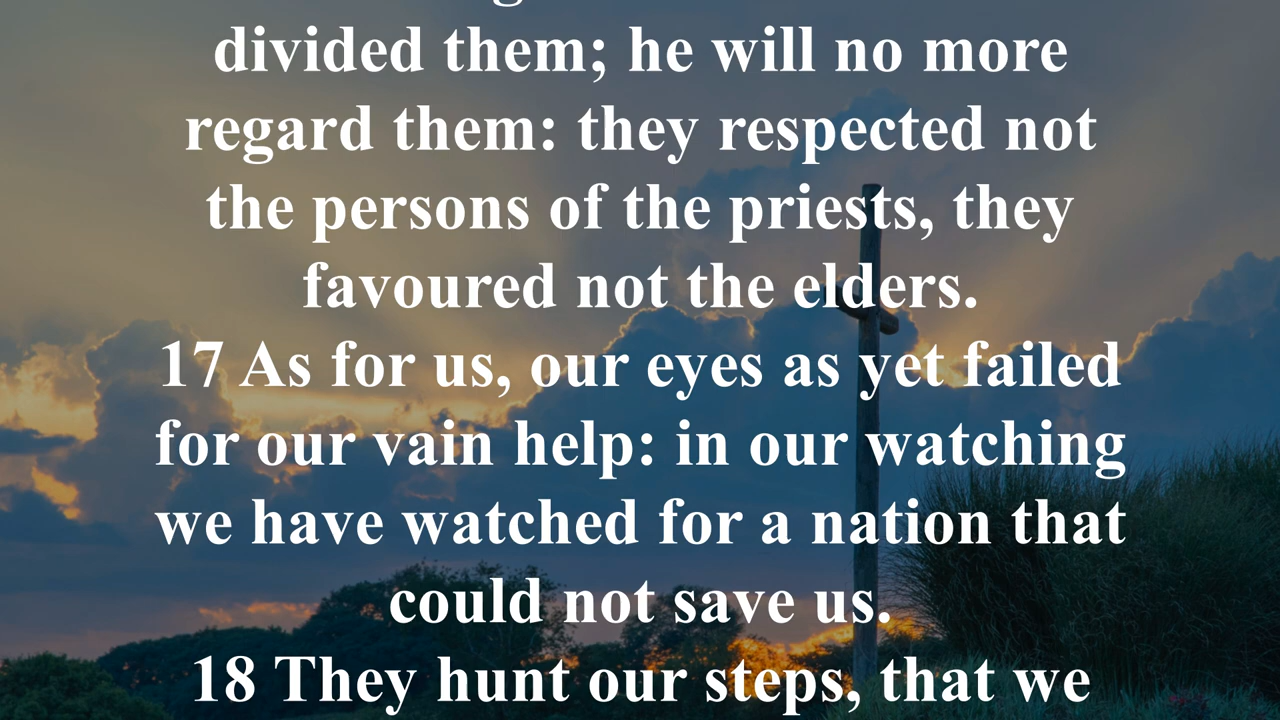 divided them; he will no more
regard them: they respected not
the persons of the priests, they
favoured not the elders.
17 As for us, our eyes as yet failed
for our vain help: in our watching
we have watched for a nation that
could not save us.
18 They hunt our steps, that we